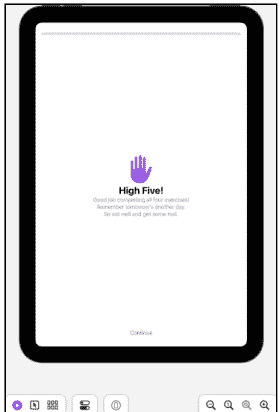 High Five!
Good job completing all four exercises!
Remember tomorrow's another day.
So eat well and get some rest.
Continue